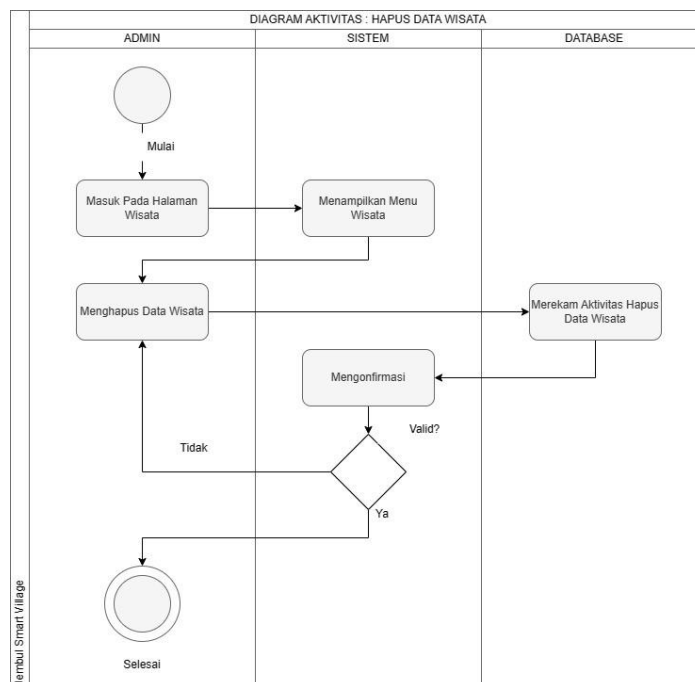 DIAGRAM AKTIVITAS : HAPUS DATA WISATA
ADMIN
SISTEM
DATABASE
Mulai
Masuk Pada Halaman
Wisata
Menampilkan Menu
Wisata
Menghapus Data Wisata
Merekam Aktivitas Hapus
Data Wisata
Mengonfirmasi
Valid?
Tidak
Ya
Selesai
Smart Village